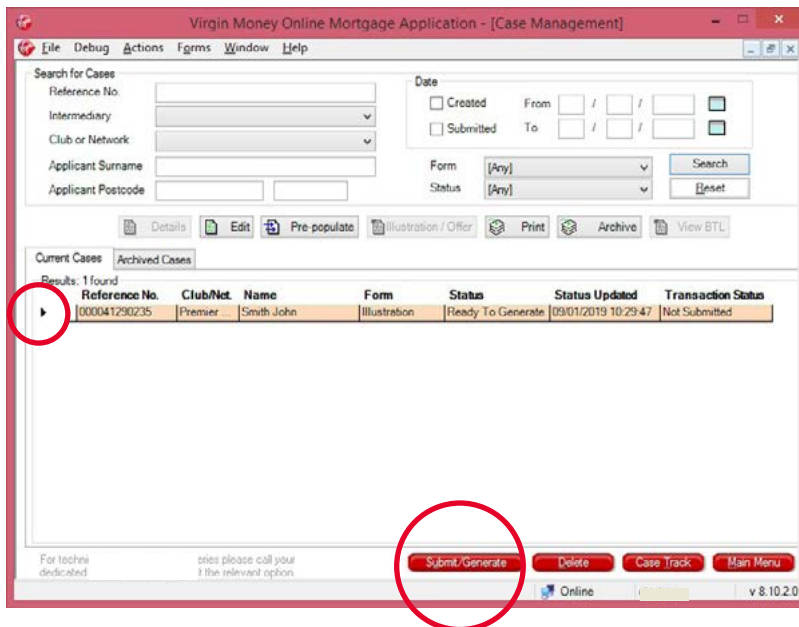 Virgin Money Online Mortgage Application - [Case Management]
File Debug Actions Forms Window Help
Search for Cases
Reference No.
Intermediary
Club or Network
Applicant Surname
Applicant Postcode
Date
Created From / /
Submitted To / /
Form [Any] Search
Status [Any] Reset
Details Edit Pre-populate Illustration / Offer Print Archive View BTL
Current Cases Archived Cases
Results: 1 found
Reference No. Club/Net. Name Form Status Status Updated Transaction Status
000041290235 Premier ... Smith John Illustration Ready To Generate 09/01/2019 10:29:47 Not Submitted
For please call your
dedicated the relevant option.
Submit/Generate Delete Case Track Main Menu
Online v 8.10.2.0